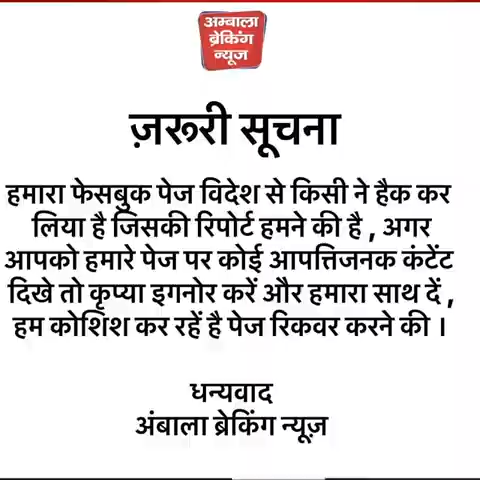 अम्बाला
ब्रेकिंग
न्यूज
ज़रूरी सूचना
हमारा फेसबुक पेज विदेश से किसी ने हैक कर
लिया है जिसकी रिपोर्ट हमने की है , अगर
आपको हमारे पेज पर कोई आपत्तिजनक कंटेंट
दिखे तो कृप्या इगनोर करें और हमारा साथ दें ,
हम कोशिश कर रहें है पेज रिकवर करने की ।
धन्यवाद
अंबाला ब्रेकिंग न्यूज़